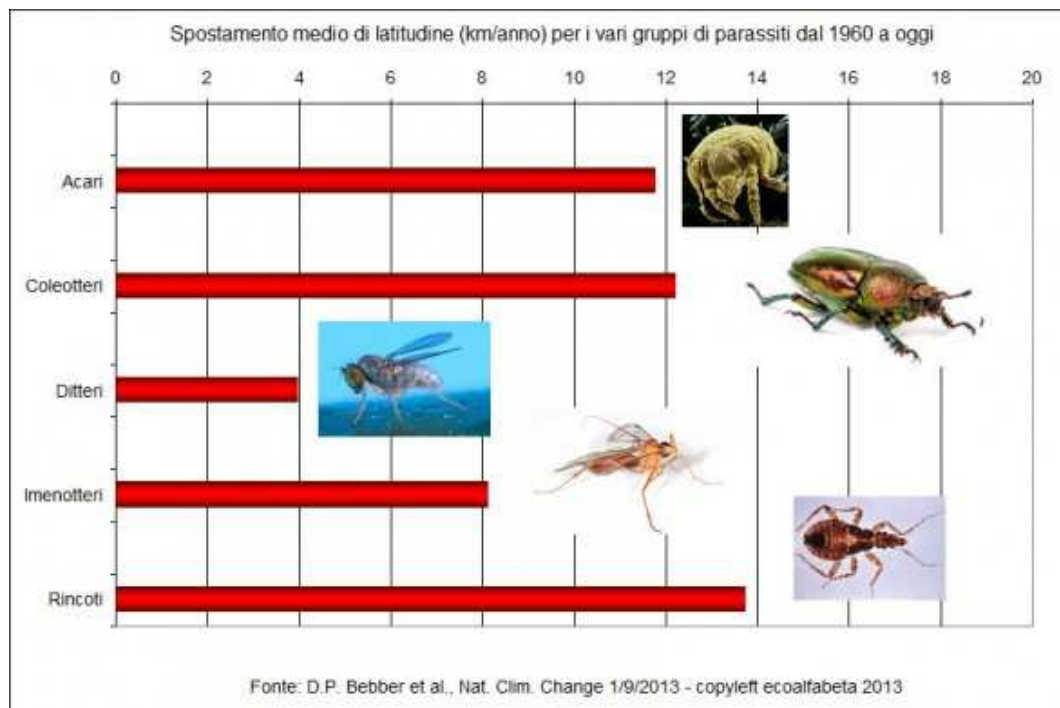 Spostamento medio di latitudine (km/anno) per i vari gruppi di parassiti dal 1960 a oggi
0 2 4 6 8 10 12 14 16 18 20
Acari
Coleotteri
Ditteri
Imenotteri
Rincoti
Fonte: D.P. Bebber et al., Nat. Clim. Change 1/9/2013 - copyleft ecoalfabeta 2013